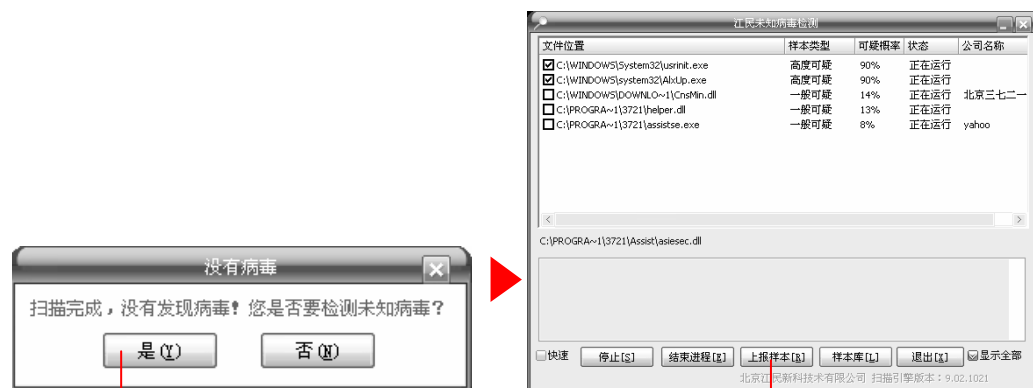 没有病毒
扫描完成，没有发现病毒！您是否要检测未知病毒？
是(Y) 否(N)
江民未知病毒检测
文件位置 样本类型 可疑概率 状态 公司名称
C:\WINDOWS\System32\usrinit.exe 高度可疑 90% 正在运行
C:\WINDOWS\system32\AlxUp.exe 高度可疑 90% 正在运行
C:\WINDOWS\DOWNLO~1\CnsMin.dll 一般可疑 14% 正在运行 北京三七二一
C:\PROGRA~1\3721\helper.dll 一般可疑 13% 正在运行
C:\PROGRA~1\3721\assistse.exe 一般可疑 8% 正在运行 yahoo
C:\PROGRA~1\3721\Assist\asiesec.dll
快速 停止[S] 结束进程[E] 上报样本[R] 样本库[L] 退出[X] 显示全部
北京江民新科技术有限公司 扫描引擎版本：9.02.1021